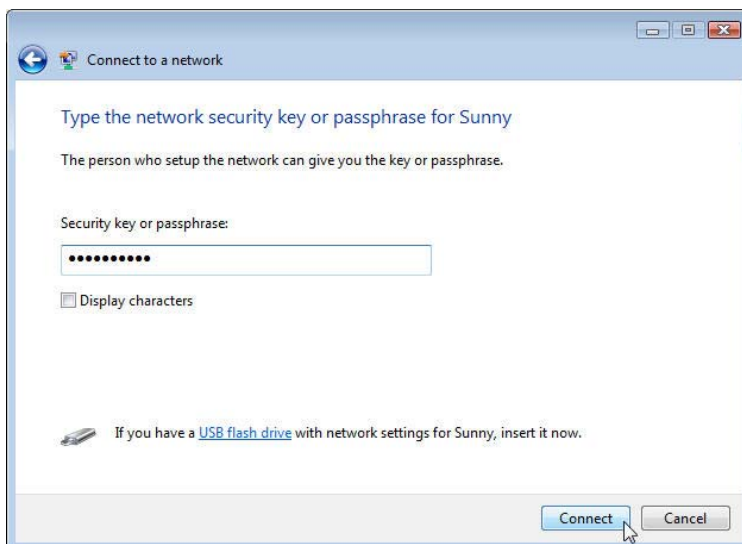 Connect to a network
Type the network security key or passphrase for Sunny
The person who setup the network can give you the key or passphrase.
Security key or passphrase:
••••••••••
Display characters
If you have a USB flash drive with network settings for Sunny, insert it now.
Connect Cancel